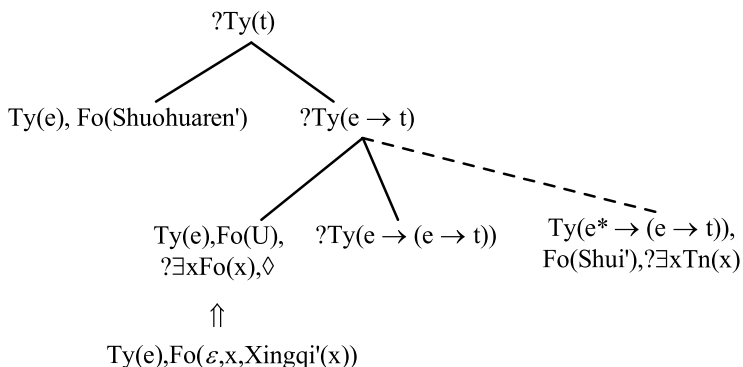 ?Ty(t)
Ty(e), Fo(Shuohuaren')
?Ty(e → t)
Ty(e),Fo(U),
?∃xFo(x),◊
?Ty(e → (e → t))
Ty(e* → (e → t)),
Fo(Shui'),?∃xTn(x)
⇑
Ty(e),Fo(ε,x,Xingqi'(x))